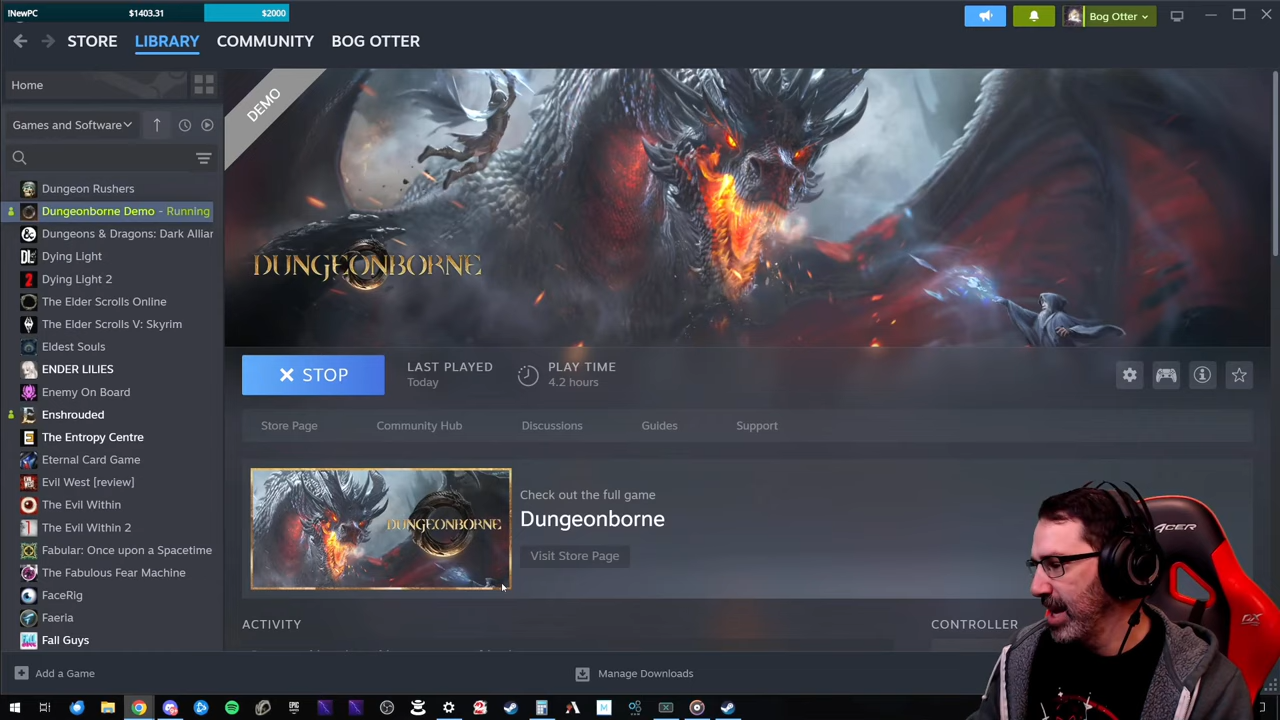 !NewPC $1403.31 $2000
Bog Otter
STORE LIBRARY COMMUNITY BOG OTTER
Home
Games and Software
Dungeon Rushers
Dungeonborne Demo - Running
Dungeons & Dragons: Dark Allian
Dying Light
Dying Light 2
The Elder Scrolls Online
The Elder Scrolls V: Skyrim
Eldest Souls
ENDER LILIES
Enemy On Board
Enshrouded
The Entropy Centre
Eternal Card Game
Evil West [review]
The Evil Within
The Evil Within 2
Fabular: Once upon a Spacetime
The Fabulous Fear Machine
FaceRig
Faeria
Fall Guys
DEMO
DUNGEONBORNE
STOP
LAST PLAYED
Today
PLAY TIME
4.2 hours
Store Page Community Hub Discussions Guides Support
DUNGEONBORNE
Check out the full game
Dungeonborne
Visit Store Page
ACTIVITY
CONTROLLER
ACER
Add a Game
Manage Downloads